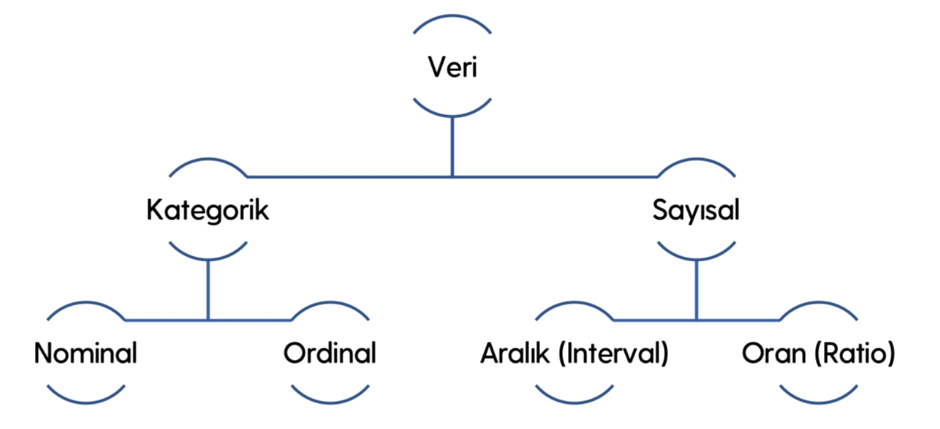 Veri
Kategorik
Sayısal
Nominal
Ordinal
Aralık (Interval)
Oran (Ratio)